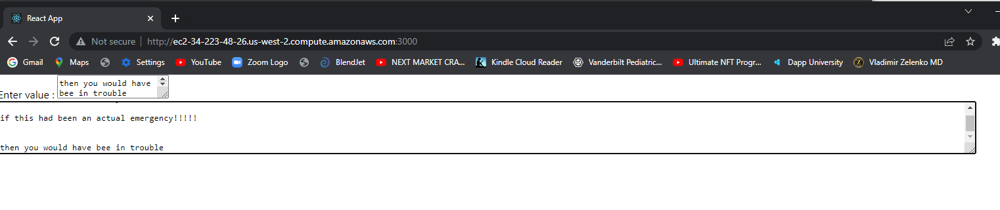 React App
Not secure | http://ec2-34-223-48-26.us-west-2.compute.amazonaws.com:3000
Gmail Maps Settings YouTube Zoom Logo BlendJet NEXT MARKET CRA... Kindle Cloud Reader Vanderbilt Pediatric... Ultimate NFT Progr... Dapp University Vladimir Zelenko MD
then you would have
Enter value : bee in trouble
if this had been an actual emergency!!!!!
then you would have bee in trouble